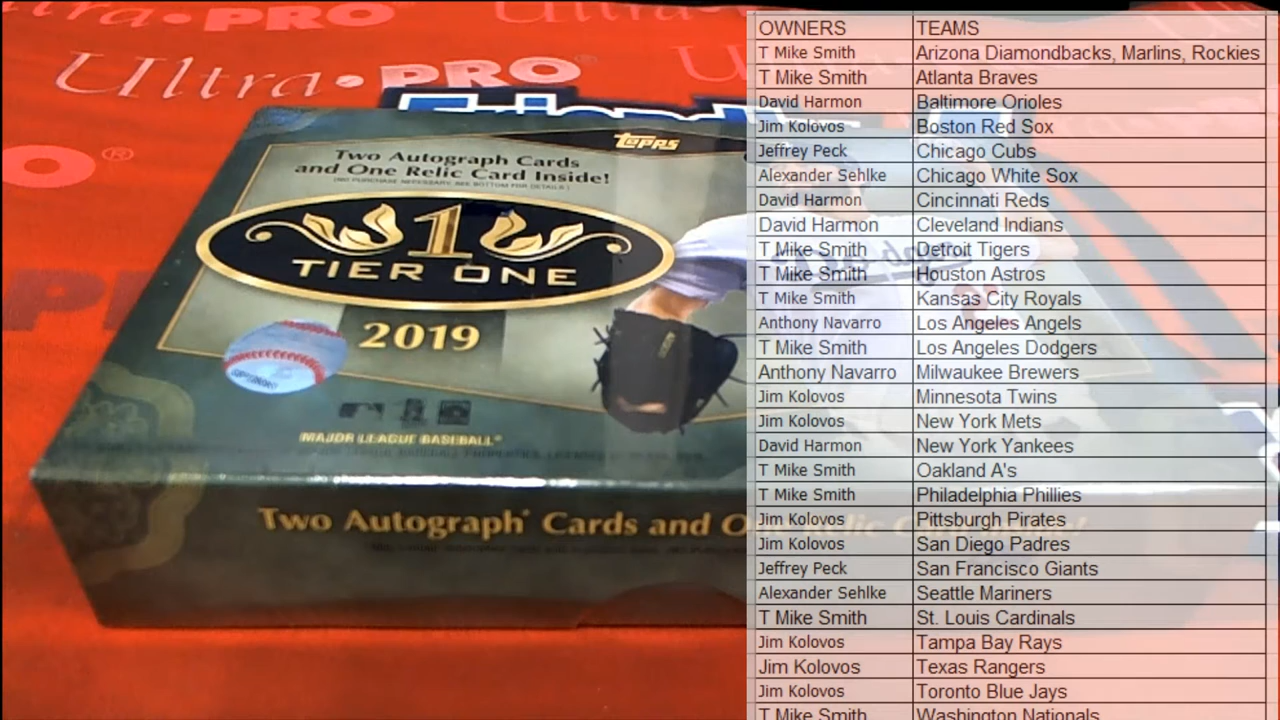 Ultra PRO
Ultra
Ultra PRO
U
PRO
O®
P
TOPPS
Two Autograph Cards
and One Relic Card Inside!
1
TIER ONE
2019
MAJOR LEAGUE BASEBALL
Two Autograph Cards and One Relic Card Inside!
OWNERS TEAMS
T Mike Smith Arizona Diamondbacks, Marlins, Rockies
T Mike Smith Atlanta Braves
David Harmon Baltimore Orioles
Jim Kolovos Boston Red Sox
Jeffrey Peck Chicago Cubs
Alexander Sehlke Chicago White Sox
David Harmon Cincinnati Reds
David Harmon Cleveland Indians
T Mike Smith Detroit Tigers
T Mike Smith Houston Astros
T Mike Smith Kansas City Royals
Anthony Navarro Los Angeles Angels
T Mike Smith Los Angeles Dodgers
Anthony Navarro Milwaukee Brewers
Jim Kolovos Minnesota Twins
Jim Kolovos New York Mets
David Harmon New York Yankees
T Mike Smith Oakland A's
T Mike Smith Philadelphia Phillies
Jim Kolovos Pittsburgh Pirates
Jim Kolovos San Diego Padres
Jeffrey Peck San Francisco Giants
Alexander Sehlke Seattle Mariners
T Mike Smith St. Louis Cardinals
Jim Kolovos Tampa Bay Rays
Jim Kolovos Texas Rangers
Jim Kolovos Toronto Blue Jays
T Mike Smith Washington Nationals